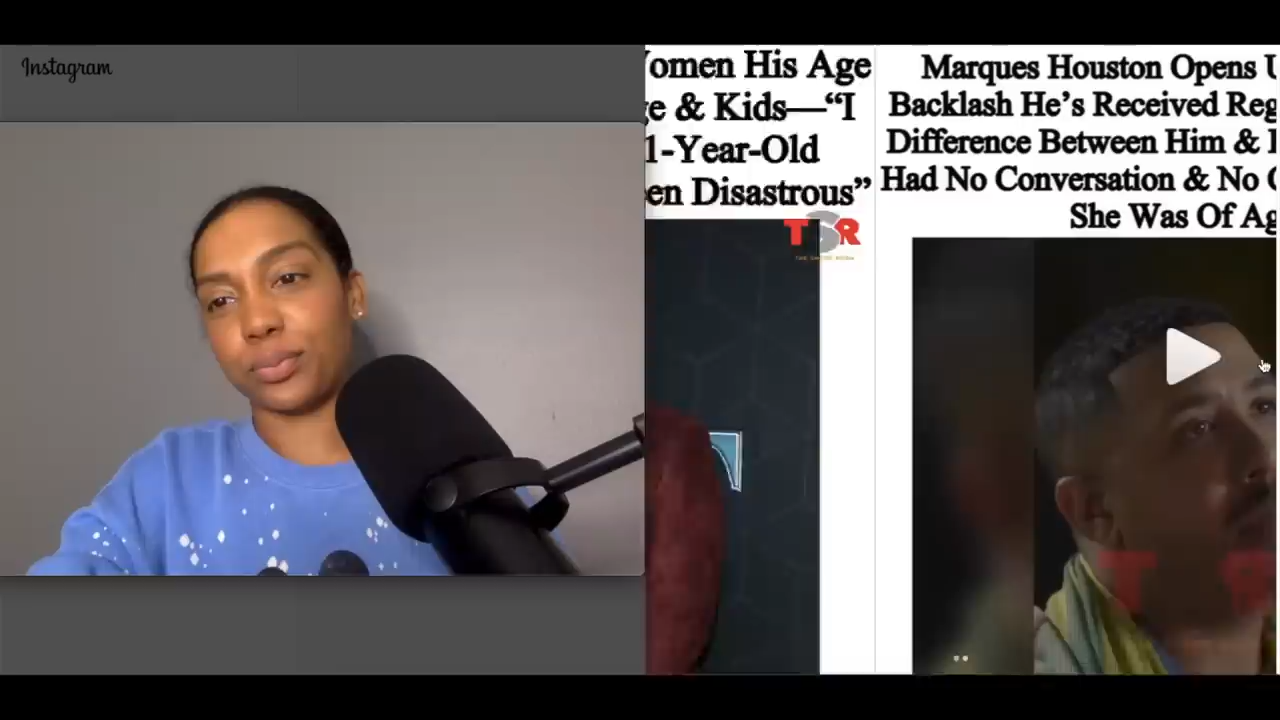 Instagram
omen His Age
e & Kids—“I
1-Year-Old
en Disastrous”
TSR
Marques Houston Opens
Backlash He’s Received Reg
Difference Between Him &
Had No Conversation & No
She Was Of Ag
T R